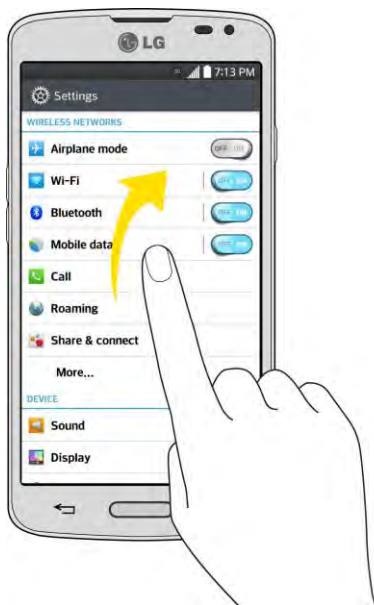 LG
7:13 PM
Settings
WIRELESS NETWORKS
Airplane mode
OFF
Wi-Fi
Bluetooth
Mobile data
Call
Roaming
Share & connect
More...
DEVICE
Sound
Display